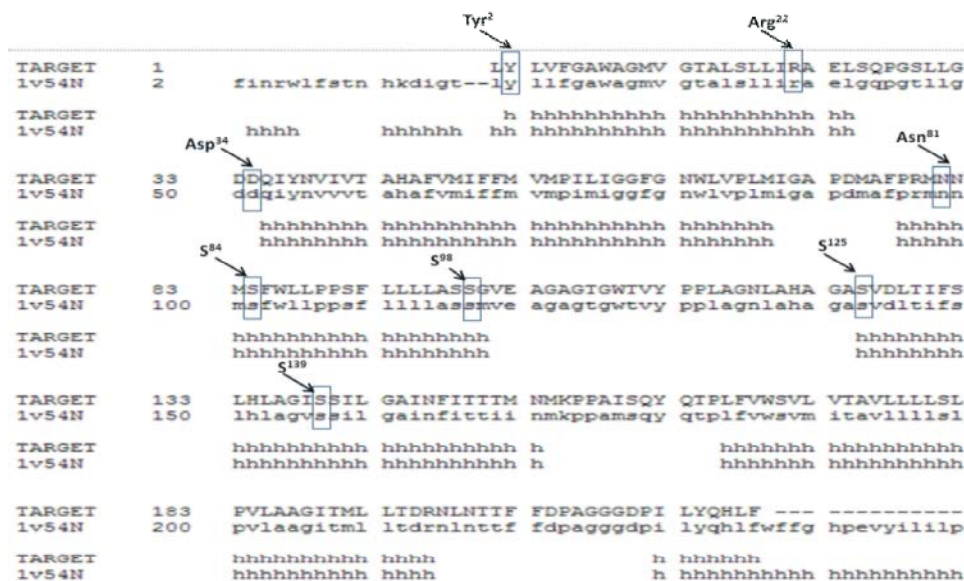 Tyr² Arg²²
TARGET 1 LY LVFGAWAGMV GTALSLLIRA ELSQPGSLLG
1v54N 2 finrwlfstn hkdigt--ly llfgawagmv gtalsllira elgqpgtllg
TARGET h hhhhhhhhhh hhhhhhhhhh hh
1v54N hhhh hhhhhh hh hhhhhhhhhh hhhhhhhhhh hh
Asp³⁴ Asn⁸¹
TARGET 33 DDQIYNVIVT AHAFVMIFFM VMPILIGGFG NWLVPLMIGA PDMAFPRMNN
1v54N 50 ddqiynvvvt ahafvmiffm vmpimiggfg nwlvplmiga pdmafprmnn
TARGET hhhhhhhh hhhhhhhhhh hhhhhhhhhh hhhhhhh hhhhh
1v54N hhhhhhhh hhhhhhhhhh hhhhhhhhhh hhhhhhh hhhhh
S⁸⁴ S⁹⁸ S¹²⁵
TARGET 83 MSFWLLPPSF LLLLASSGVE AGAGTGWTVY PPLAGNLAHA GASVDLTIFS
1v54N 100 msfwllppsf llllassmve agagtgwtvy pplagnlaha gasvdltifs
TARGET hhhhhhhhhh hhhhhhhh hhhhhhhh
1v54N hhhhhhhhhh hhhhhhhh hhhhhhhh
S¹³⁹
TARGET 133 LHLAGISSIL GAINFITTTM NMKPPAISQY QTPLFVWSVL VTAVLLLLSL
1v54N 150 lhlagvssil gainfittii nmkppamsqy qtplfvwsvm itavllllsl
TARGET hhhhhhhhhh hhhhhhhhhh h hhhhhhh hhhhhhhhhh
1v54N hhhhhhhhhh hhhhhhhhhh h hhhhhhh hhhhhhhhhh
TARGET 183 PVLAAGITML LTDRNLNTTF FDPAGGGDPI LYQHLF---- ----------
1v54N 200 pvlaagitml ltdrnlnttf fdpagggdpi lyqhlfwffg hpevyililp
TARGET hhhhhhhhhh hhhh h hhhhhh
1v54N hhhhhhhhhh hhhh h hhhhhhhhhh hhhhhhhhhh